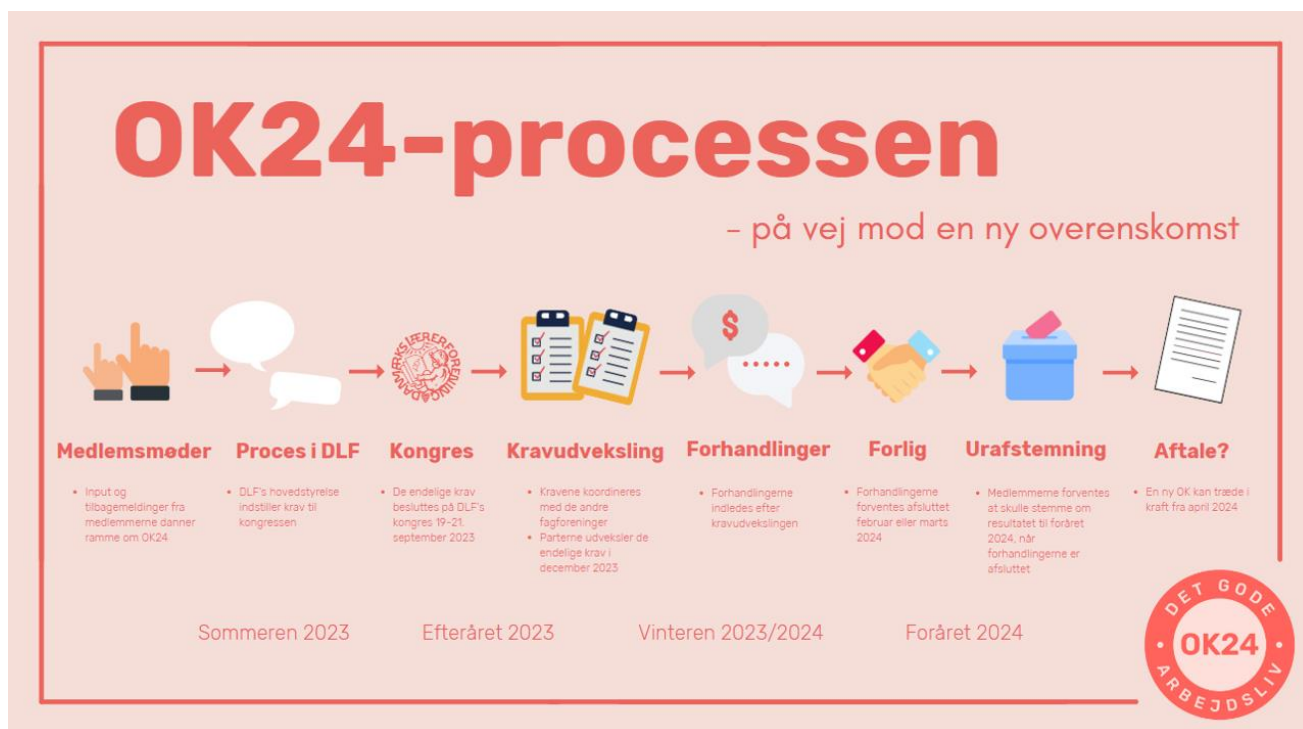 OK24-processen
- på vej mod en ny overenskomst
DANMARKS LÆRERFORENING
$
Medlemsmøder
Proces i DLF
Kongres
Kravudveksling
Forhandlinger
Forlig
Urafstemning
Aftale?
• Input og
tilbagemeldinger fra
medlemmerne danner
ramme om OK24
• DLF's hovedstyrelse
indstiller krav til
kongressen
• De endelige krav
besluttes på DLF's
kongres 19-21.
september 2023
• Kravene koordineres
med de andre
fagforeninger
• Parterne udveksler de
endelige krav i
december 2023
• Forhandlingerne
indledes efter
kravudvekslingen
• Forhandlingerne
forventes afsluttet
februar eller marts
2024
• Medlemmerne forventes
at skulle stemme om
resultatet til foråret
2024, når
forhandlingerne er
afsluttet
• En ny OK kan træde i
kraft fra april 2024
Sommeren 2023
Efteråret 2023
Vinteren 2023/2024
Foråret 2024
DET GODE
OK24
ARBEJDSLIV